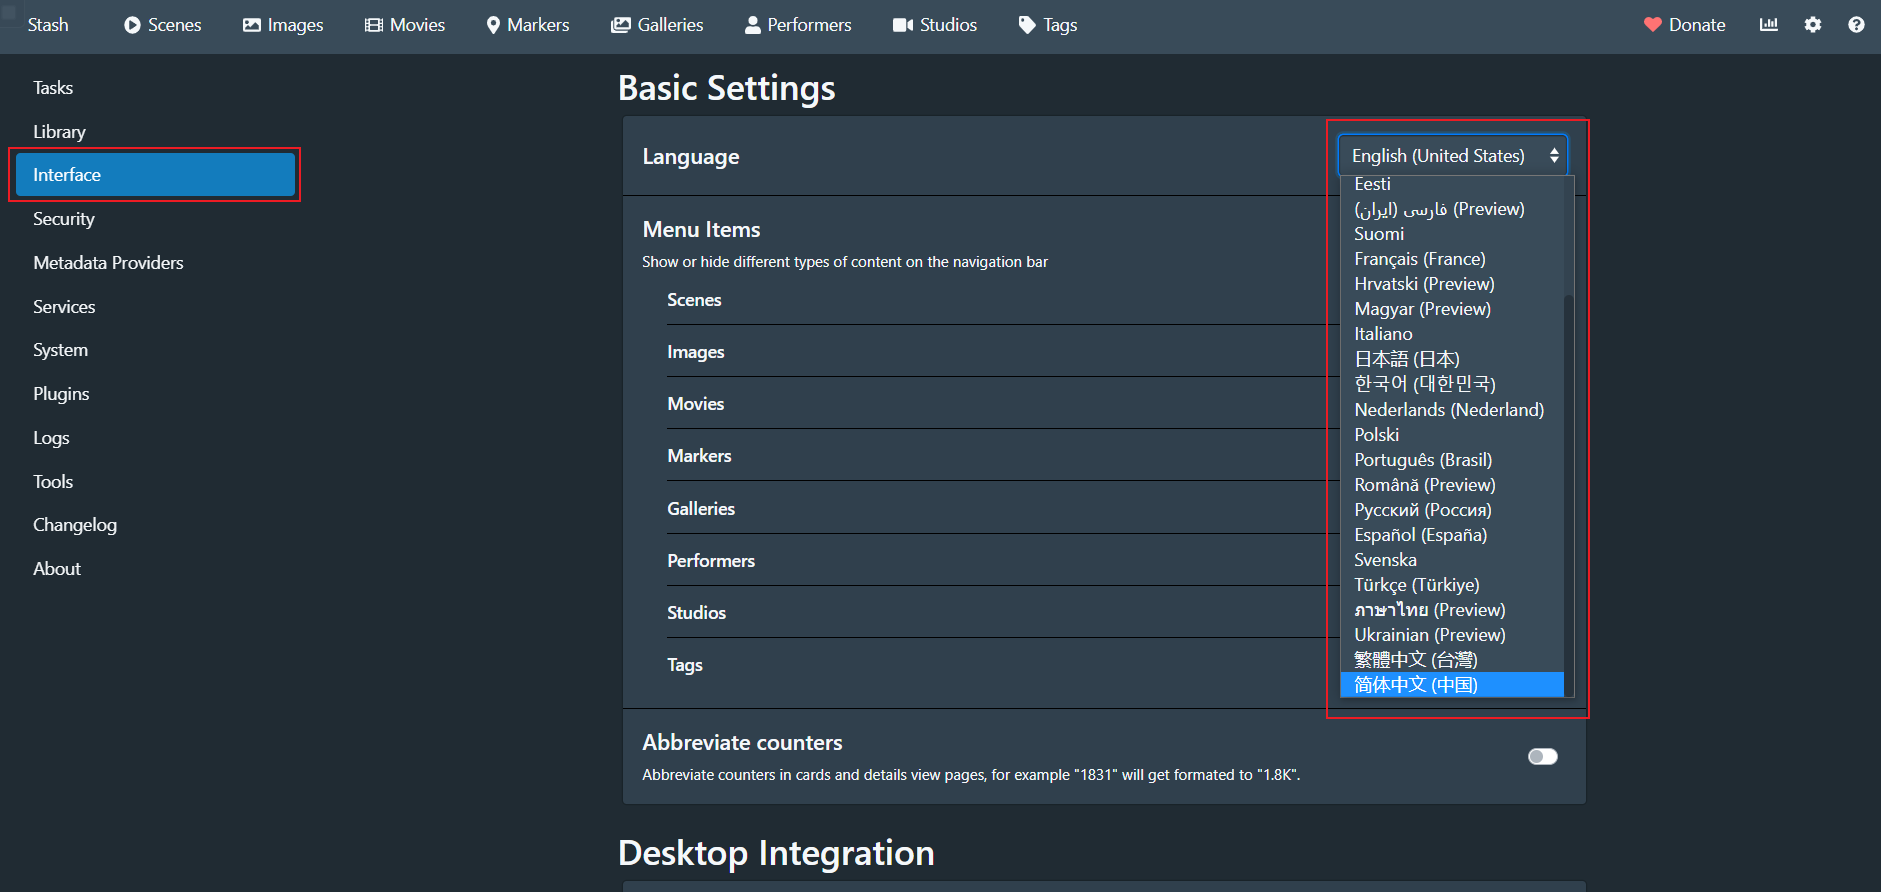 Stash Scenes Images Movies Markers Galleries Performers Studios Tags Donate
Tasks
Library
Interface
Security
Metadata Providers
Services
System
Plugins
Logs
Tools
Changelog
About
Basic Settings
Language
English (United States)
Eesti
فارسی (ایران) (Preview)
Suomi
Français (France)
Hrvatski (Preview)
Magyar (Preview)
Italiano
日本語 (日本)
한국어 (대한민국)
Nederlands (Nederland)
Polski
Português (Brasil)
Română (Preview)
Русский (Россия)
Español (España)
Svenska
Türkçe (Türkiye)
ภาษาไทย (Preview)
Ukrainian (Preview)
繁體中文 (台灣)
简体中文 (中国)
Menu Items
Show or hide different types of content on the navigation bar
Scenes
Images
Movies
Markers
Galleries
Performers
Studios
Tags
Abbreviate counters
Abbreviate counters in cards and details view pages, for example "1831" will get formated to "1.8K".
Desktop Integration